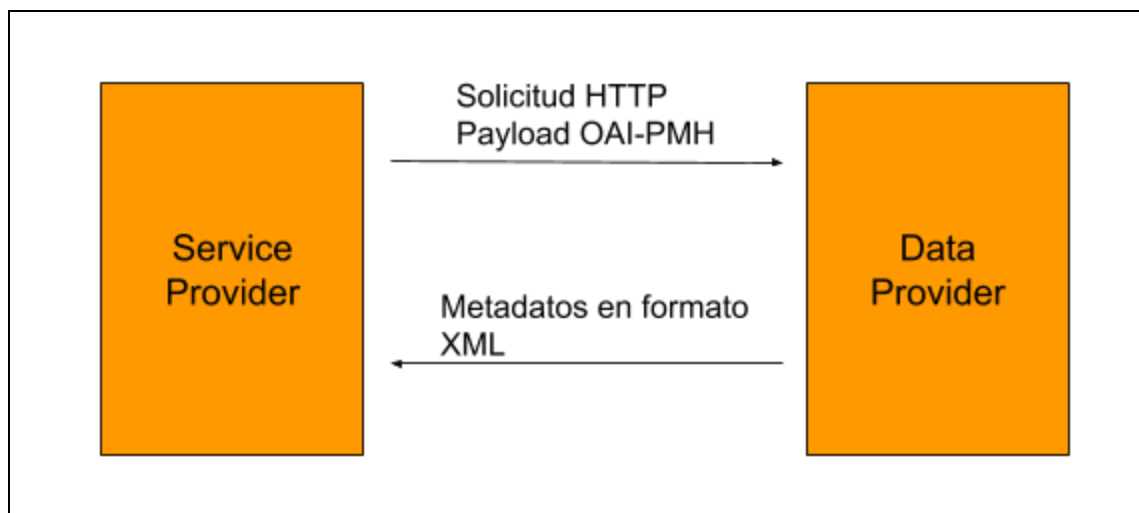 Service
Provider
Solicitud HTTP
Payload OAI-PMH
Metadatos en formato
XML
Data
Provider